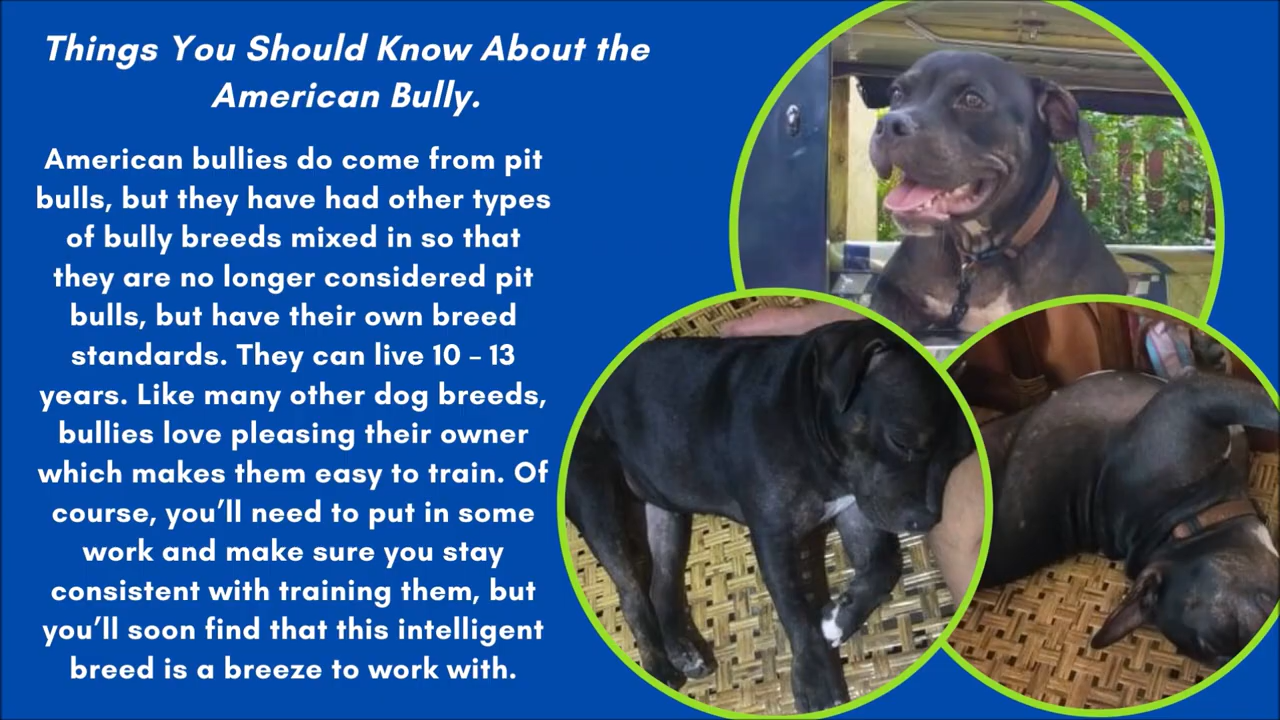 Things You Should Know About the
American Bully.
American bullies do come from pit
bulls, but they have had other types
of bully breeds mixed in so that
they are no longer considered pit
bulls, but have their own breed
standards. They can live 10 – 13
years. Like many other dog breeds,
bullies love pleasing their owner
which makes them easy to train. Of
course, you’ll need to put in some
work and make sure you stay
consistent with training them, but
you’ll soon find that this intelligent
breed is a breeze to work with.